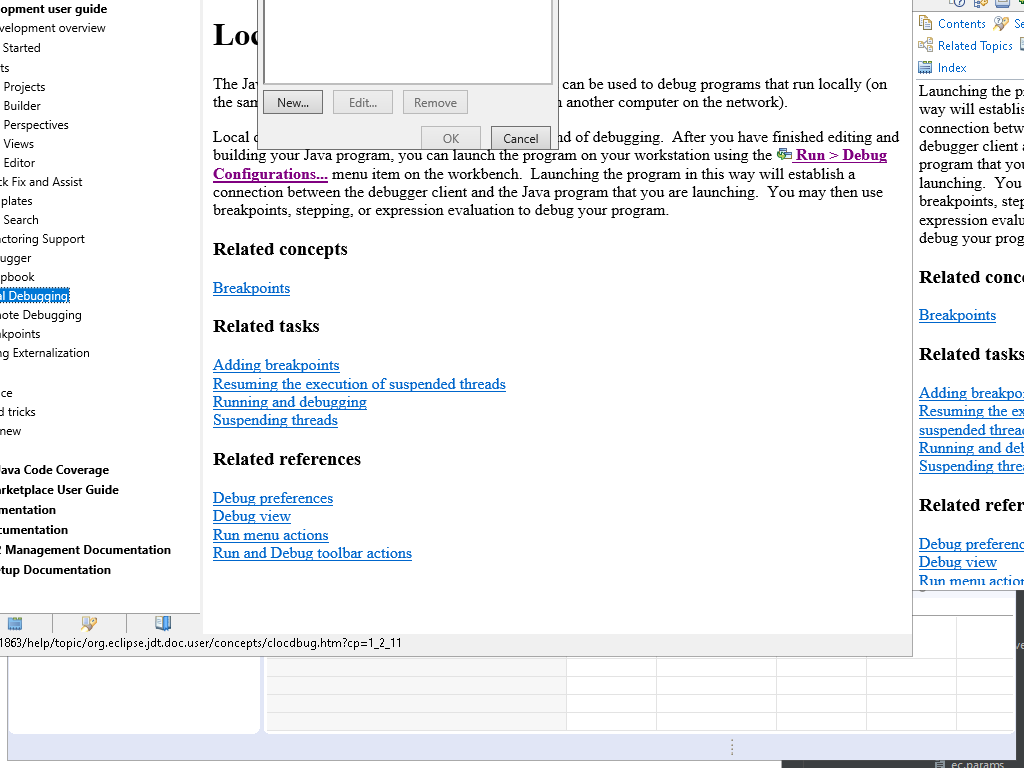 opment user guide
velopment overview
Started
ts
Projects
Builder
Perspectives
Views
Editor
ck Fix and Assist
plates
Search
actoring Support
ugger
pbook
al Debugging
note Debugging
kpoints
ng Externalization
ce
d tricks
new
Java Code Coverage
arketplace User Guide
mentation
cumentation
2 Management Documentation
tup Documentation
1863/help/topic/org.eclipse.jdt.doc.user/concepts/clocdbug.htm?cp=1_2_11
New...
Edit...
Remove
OK
Cancel
Loc
The Ja can be used to debug programs that run locally (on
the san n another computer on the network).
Local d nd of debugging. After you have finished editing and
building your Java program, you can launch the program on your workstation using the Run > Debug
Configurations... menu item on the workbench. Launching the program in this way will establish a
connection between the debugger client and the Java program that you are launching. You may then use
breakpoints, stepping, or expression evaluation to debug your program.
Related concepts
Breakpoints
Related tasks
Adding breakpoints
Resuming the execution of suspended threads
Running and debugging
Suspending threads
Related references
Debug preferences
Debug view
Run menu actions
Run and Debug toolbar actions
Contents Se
Related Topics
Index
Launching the p
way will establis
connection betw
debugger client a
program that you
launching. You
breakpoints, step
expression evalu
debug your prog
Related conc
Breakpoints
Related tasks
Adding breakpo
Resuming the ex
suspended threa
Running and deb
Suspending thre
Related refer
Debug preferenc
Debug view
Run menu action
ve
ec.params